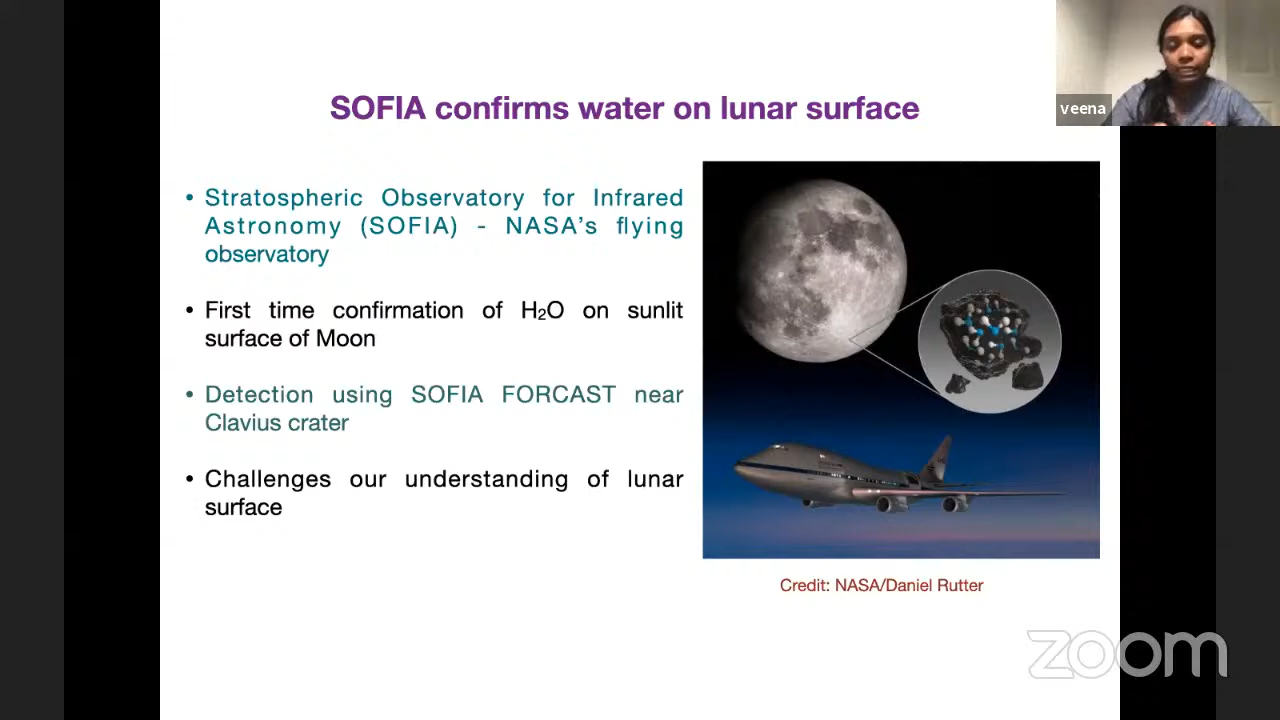 SOFIA confirms water on lunar surface
• Stratospheric Observatory for Infrared
Astronomy (SOFIA) - NASA's flying
observatory
• First time confirmation of H₂O on sunlit
surface of Moon
• Detection using SOFIA FORCAST near
Clavius crater
• Challenges our understanding of lunar
surface
Credit: NASA/Daniel Rutter
veena
zoom